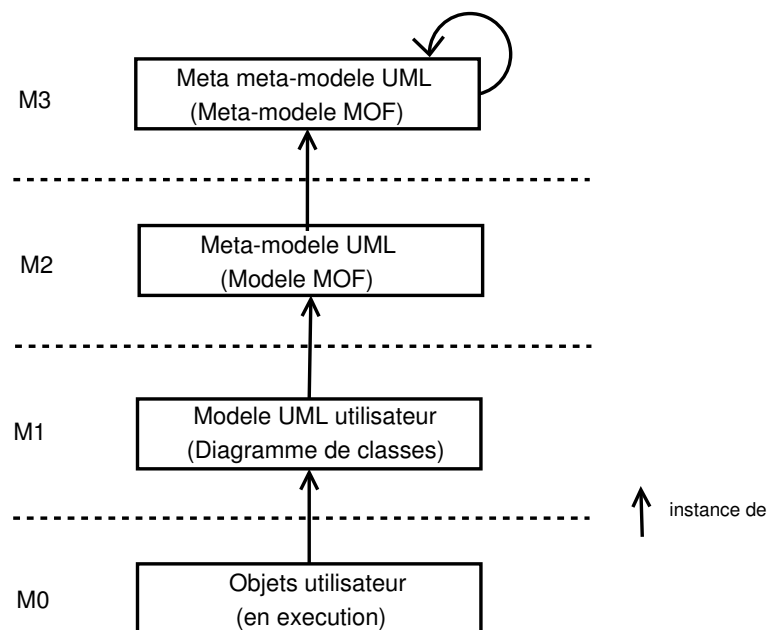 M3
Meta meta-modele UML
(Meta-modele MOF)
M2
Meta-modele UML
(Modele MOF)
M1
Modele UML utilisateur
(Diagramme de classes)
instance de
M0
Objets utilisateur
(en execution)